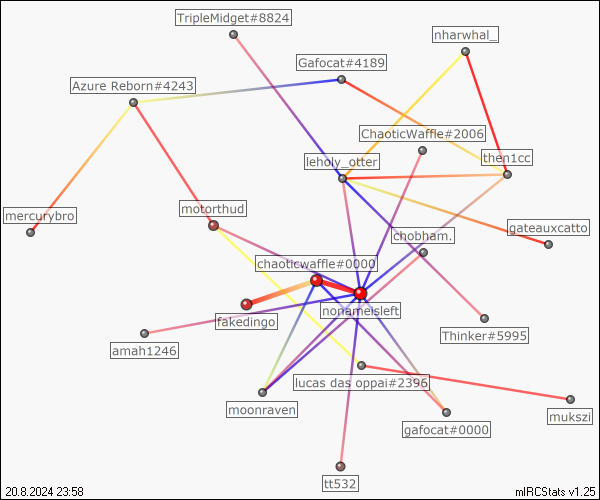 TripleMidget#8824
nharwhal_
Gafocat#4189
Azure Reborn#4243
ChaoticWaffle#2006
leholy_otter
then1cc
mercurybro
motorthud
gateauxcatto
chobham.
chaoticwaffle#0000
nonameisleft
fakedingo
Thinker#5995
amah1246
lucas das oppai#2396
moonraven
mukszi
gafocat#0000
tt532
20.8.2024 23:58
mIRCStats v1.25